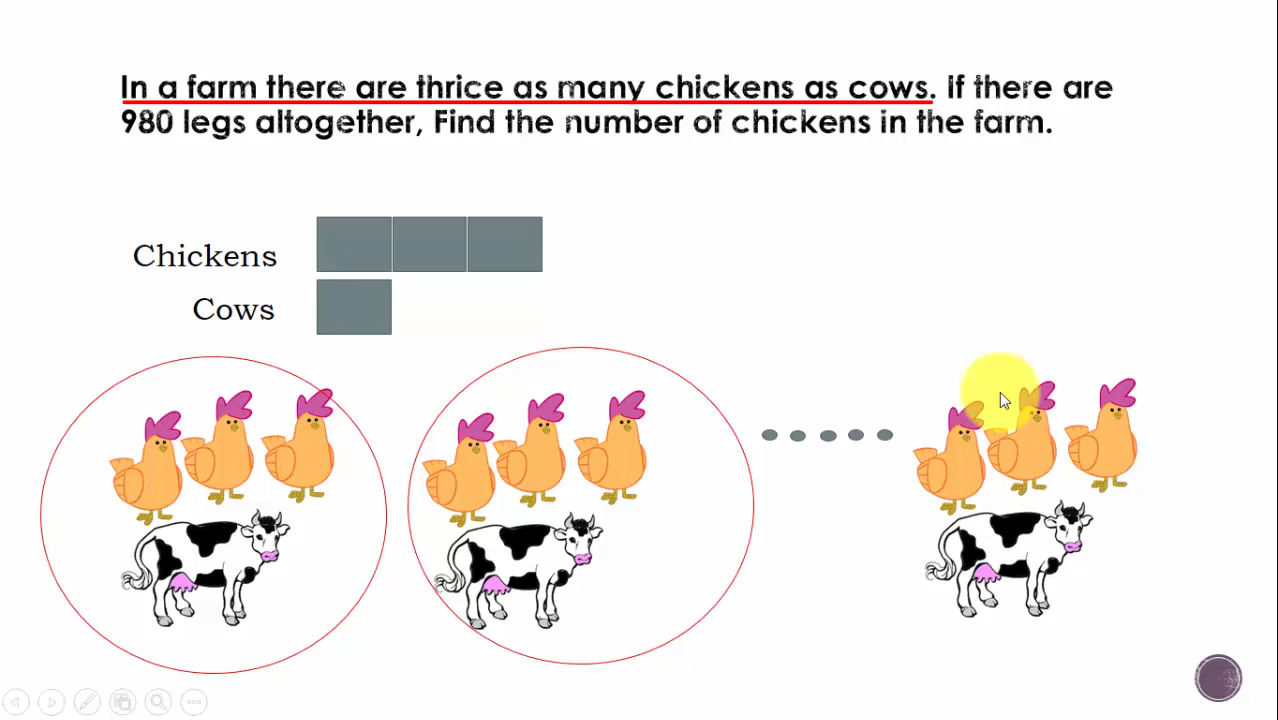 In a farm there are thrice as many chickens as cows. If there are
980 legs altogether, Find the number of chickens in the farm.
Chickens
Cows